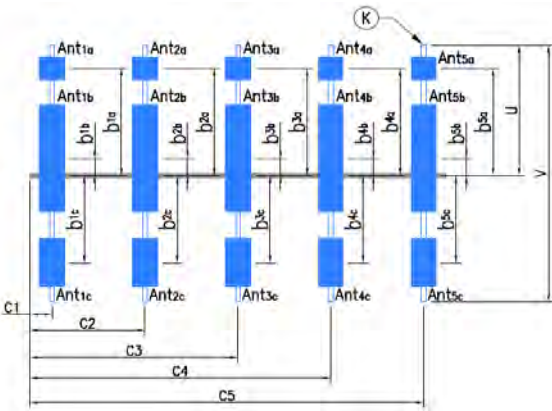 K
Ant1a Ant2a Ant3a Ant4a Ant5a
Ant1b Ant2b Ant3b Ant4b Ant5b
b1b b1a b2b b2a b3b b3a b4b b4a b5b b5a U V
b1c b2c b3c b4c b5c
Ant1c Ant2c Ant3c Ant4c Ant5c
C1
C2
C3
C4
C5